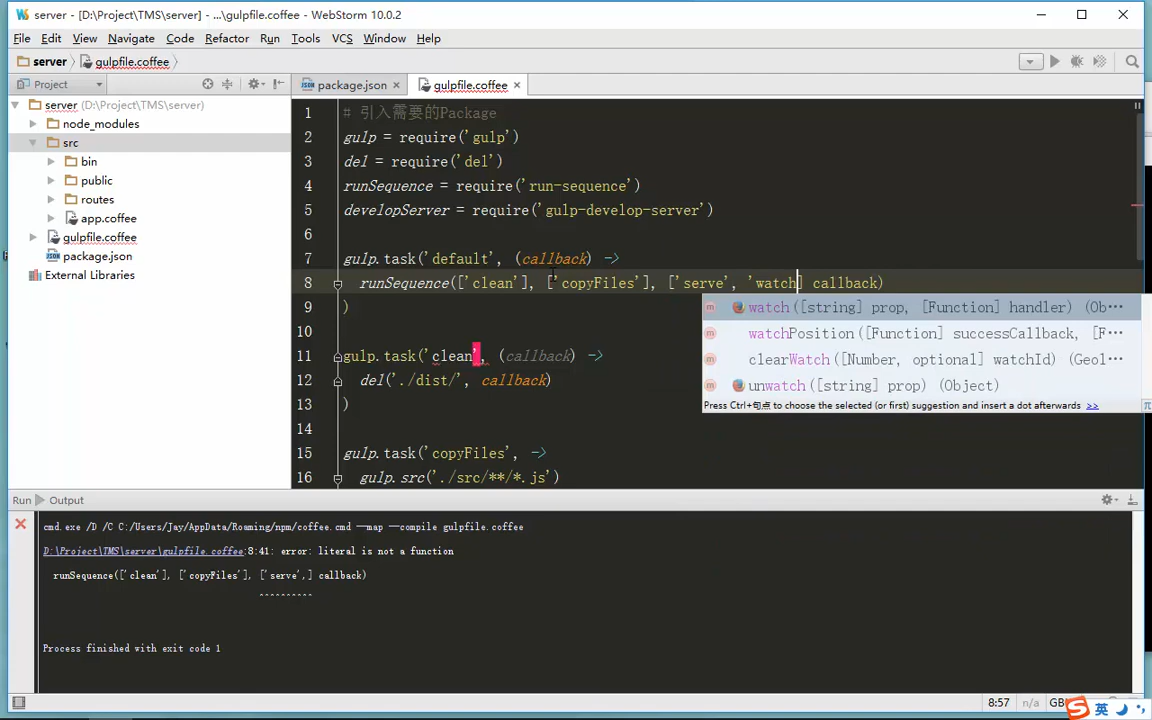 server - [D:\Project\TMS\server] - ...\gulpfile.coffee - WebStorm 10.0.2
File Edit View Navigate Code Refactor Run Tools VCS Window Help
server gulpfile.coffee
Project
package.json
gulpfile.coffee
server (D:\Project\TMS\server)
node_modules
src
bin
public
routes
app.coffee
gulpfile.coffee
package.json
External Libraries
1 # 引入需要的Package
2 gulp = require('gulp')
3 del = require('del')
4 runSequence = require('run-sequence')
5 developServer = require('gulp-develop-server')
6
7 gulp.task('default', (callback) ->
8 runSequence(['clean'], ['copyFiles'], ['serve', 'watch] callback)
9 )
10
11 gulp.task('clean', (callback) ->
12 del('./dist/', callback)
13 )
14
15 gulp.task('copyFiles', ->
16 gulp.src('./src/**/*.js')
m watch([string] prop, [Function] handler) (Ob···
m watchPosition([Function] successCallback, [F···
m clearWatch([Number, optional] watchId) (Geol···
m unwatch([string] prop) (Object)
Press Ctrl+句点 to choose the selected (or first) suggestion and insert a dot afterwards >> π
Run Output
cmd.exe /D /C C:/Users/Jay/AppData/Roaming/npm/coffee.cmd --map --compile gulpfile.coffee
D:\Project\TMS\server\gulpfile.coffee:8:41: error: literal is not a function
runSequence(['clean'], ['copyFiles'], ['serve',] callback)
^^^^^^^^^^
Process finished with exit code 1
8:57 n/a GB
英